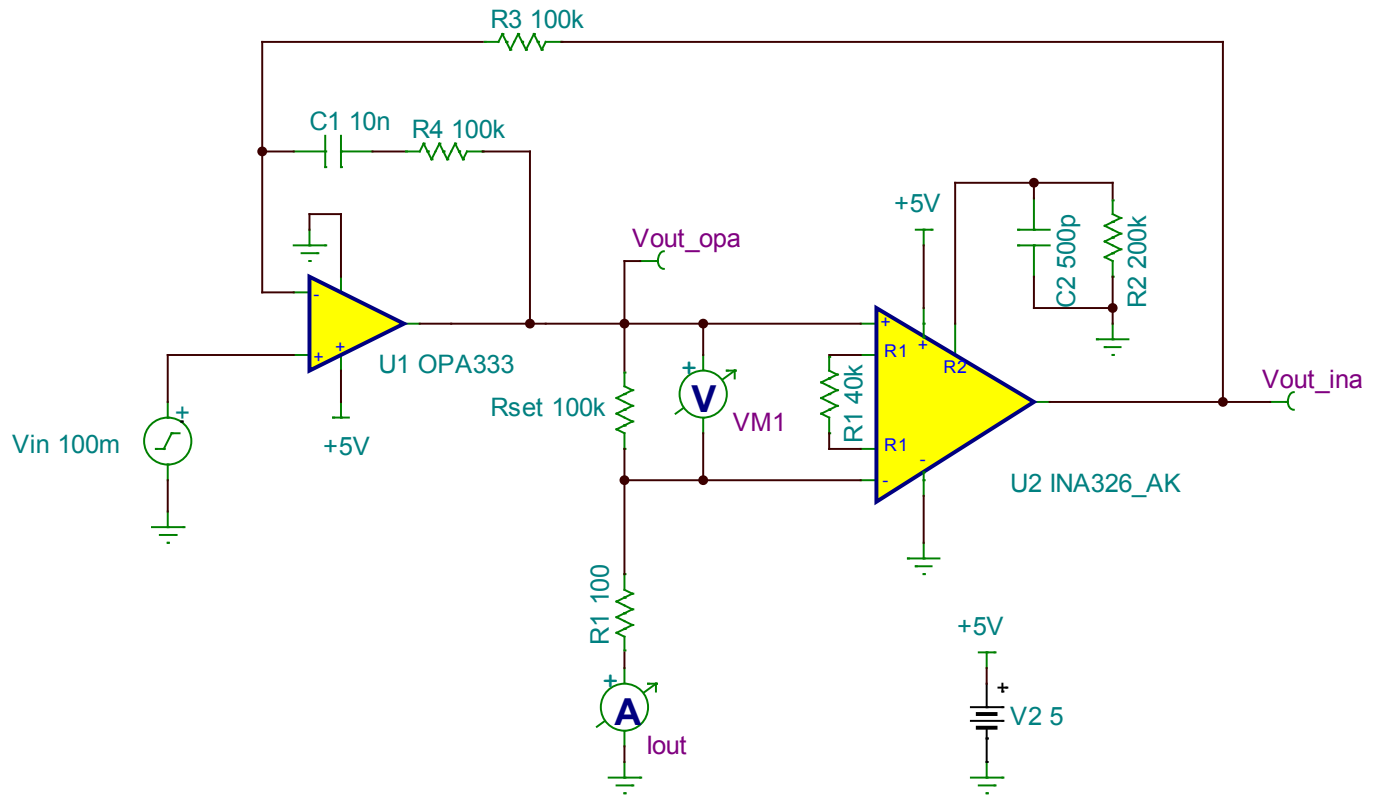 R3 100k
C1 10n
R4 100k
+5V
Vout_opa
C2 500p
R2 200k
-
+
+
U1 OPA333
+5V
Vin 100m
+
Rset 100k
+
V
VM1
+
R1
R1 40k
R1
-
+
R2
-
Vout_ina
U2 INA326_AK
R1 100
+
A
Iout
+5V
+
V2 5